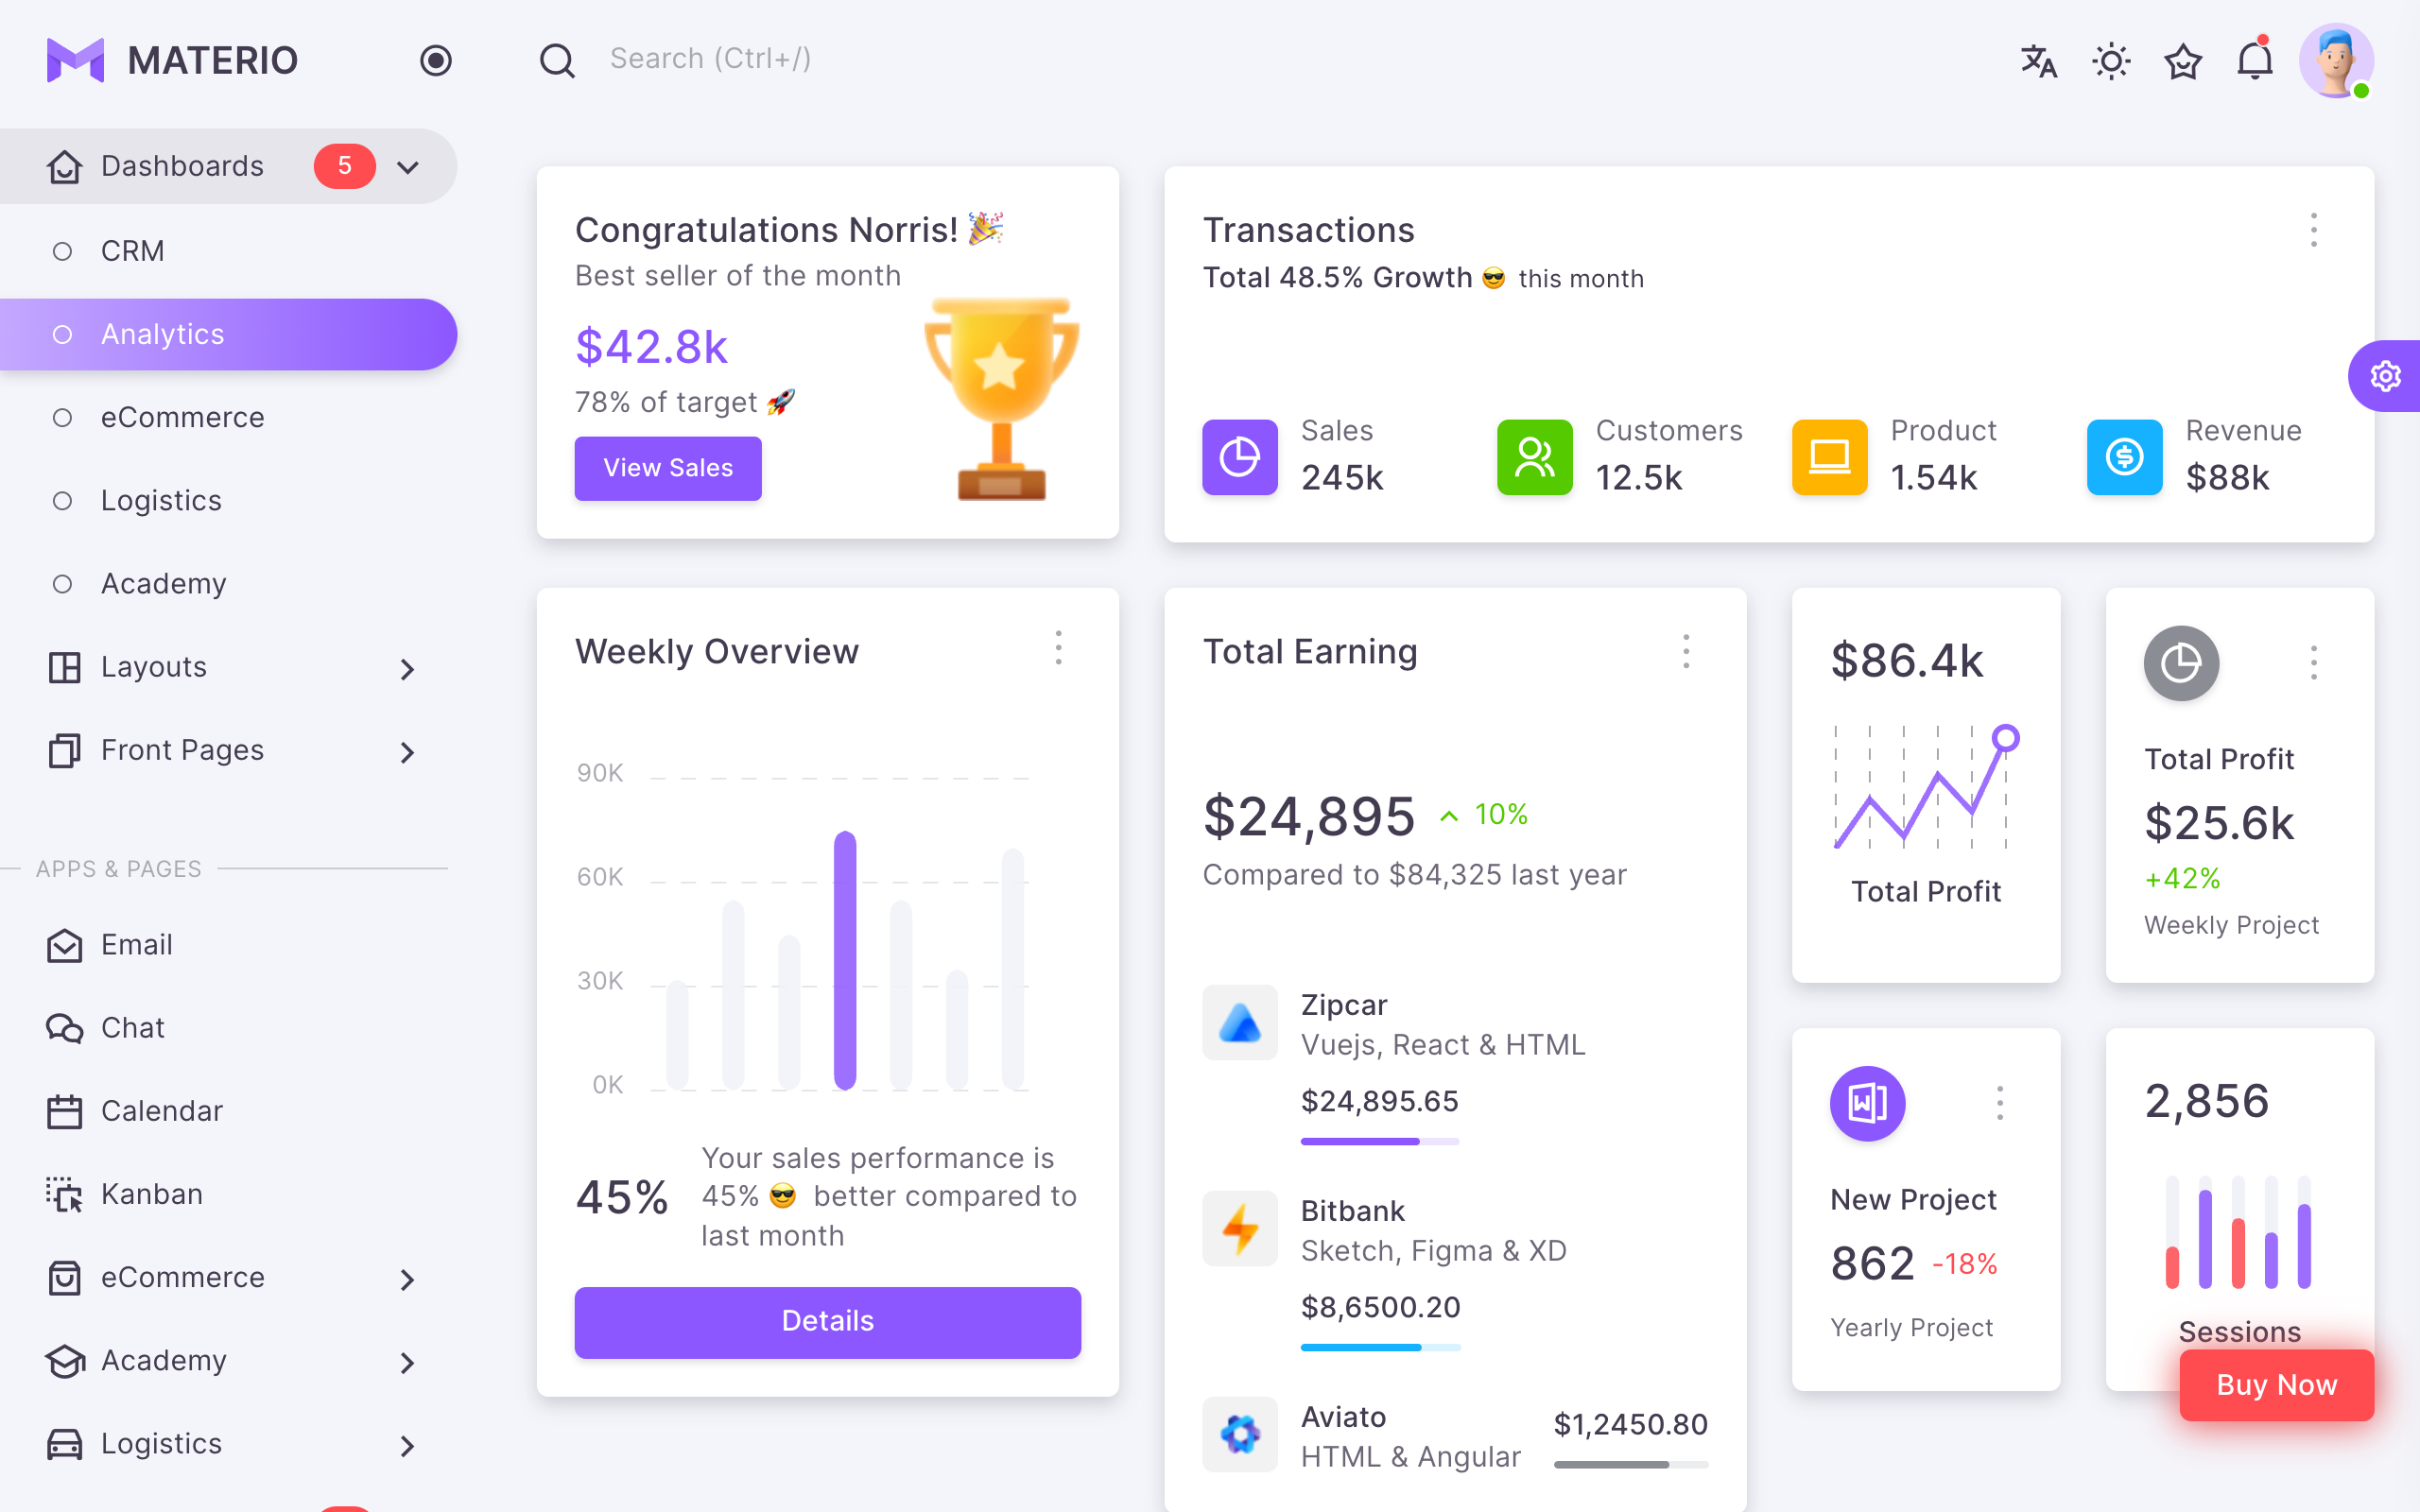 MATERIO
Search (Ctrl+/)
Dashboards 5
CRM
Analytics
eCommerce
Logistics
Academy
Layouts
Front Pages
APPS & PAGES
Email
Chat
Calendar
Kanban
eCommerce
Academy
Logistics
Congratulations Norris! 🎉
Best seller of the month
$42.8k
78% of target 🚀
View Sales
Transactions
Total 48.5% Growth 😎 this month
Sales
245k
Customers
12.5k
Product
1.54k
Revenue
$88k
Weekly Overview
90K
60K
30K
0K
45%
Your sales performance is
45% 😎 better compared to
last month
Details
Total Earning
$24,895 10%
Compared to $84,325 last year
Zipcar
Vuejs, React & HTML
$24,895.65
Bitbank
Sketch, Figma & XD
$8,6500.20
Aviato
HTML & Angular
$1,2450.80
$86.4k
Total Profit
Total Profit
$25.6k
+42%
Weekly Project
New Project
862 -18%
Yearly Project
2,856
Sessions
Buy Now